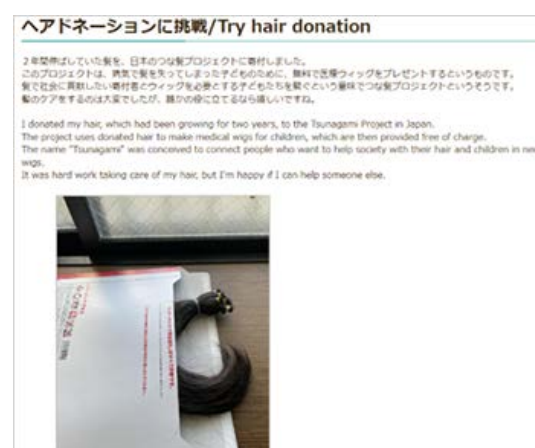 ヘアドネーションに挑戦/Try hair donation
２年間伸ばしていた髪を、日本のつな髪プロジェクトに寄付しました。
このプロジェクトは、病気で髪を失ってしまった子どものために、無料で医療ウィッグをプレゼントするというものです。
髪で社会に貢献したい寄付者とウィッグを必要とする子どもたちを繋ぐという意味でつな髪プロジェクトというそうです。
髪のケアをするのは大変でしたが、誰かの役に立てるなら嬉しいですね。
I donated my hair, which had been growing for two years, to the Tsunagami Project in Japan.
The project uses donated hair to make medical wigs for children, which are then provided free of charge.
The name "Tsunagami" was conceived to connect people who want to help society with their hair and children in nee
wigs.
It was hard work taking care of my hair, but I'm happy if I can help someone else.